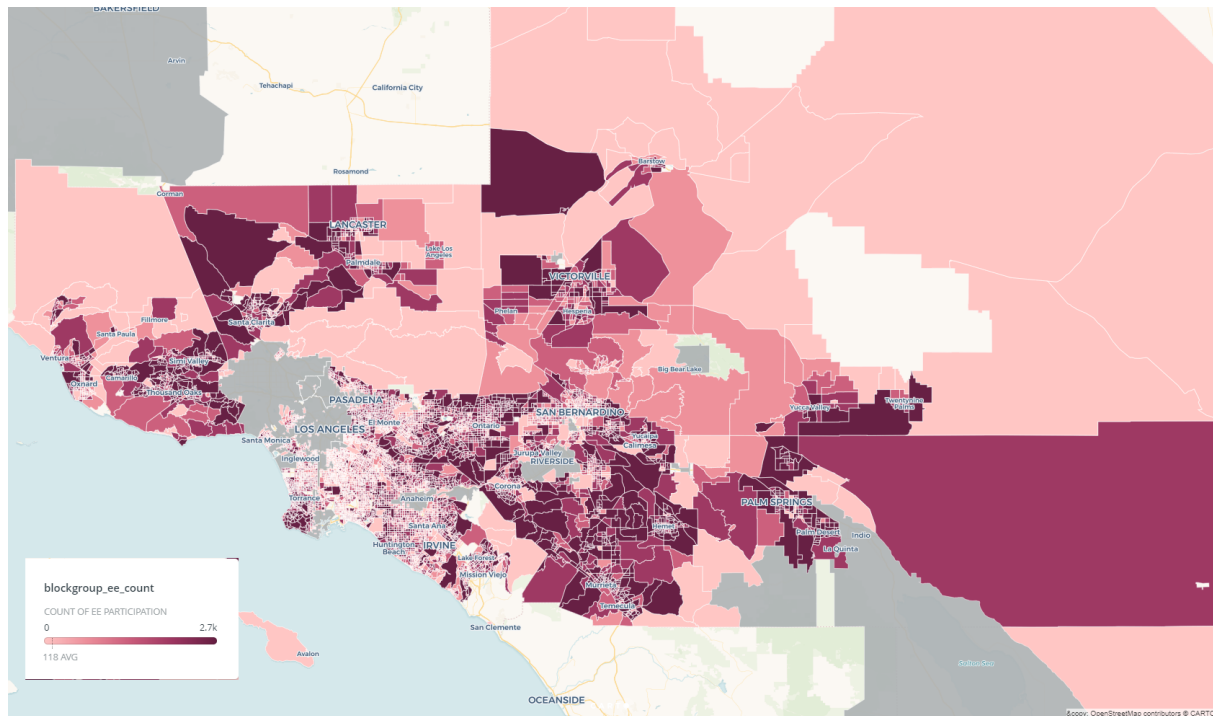 BAKERSFIELD
Arvin
Tehachapi
California City
Rosamond
Barstow
Gorman
LANCASTER
Lake Los
Angeles
Palmdale
VICTORVILLE
Phelan
Hesperia
Santa Clarita
Fillmore
Santa Paula
Ventura
Simi Valley
Camarillo
Oxnard
Thousand Oaks
Big Bear Lake
PASADENA
Yucca Valley
Twentynine
Palms
SAN BERNARDINO
El Monte
Ontario
LOS ANGELES
Santa Monica
Yucaipa
Calimesa
Jurupa Valley
RIVERSIDE
Inglewood
Corona
Torrance
Anaheim
PALM SPRINGS
Santa Ana
Hemet
Palm Desert
Indio
Huntington
Beach
IRVINE
La Quinta
Lake Forest
Mission Viejo
Murrieta
Temecula
San Clemente
Avalon
Salton Sea
OCEANSIDE
blockgroup_ee_count
COUNT OF EE PARTICIPATION
0 2.7k
118 AVG
&copy; OpenStreetMap contributors © CARTO